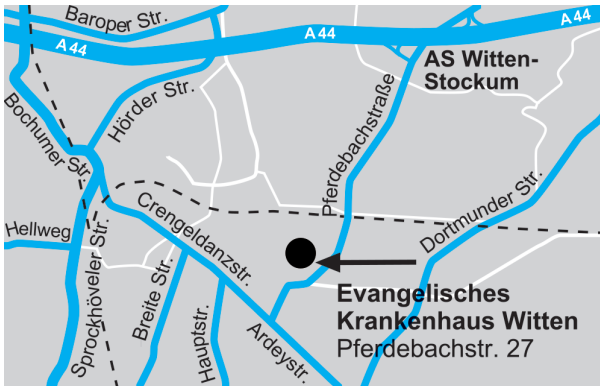 Baroper Str.
A 44
A 44
A 44
AS Witten-
Stockum
Bochumer Str.
Hörder Str.
Pferdebachstraße
Dortmunder Str.
Crengeldanzstr.
Hellweg
Sprockhöveler Str.
Breite Str.
Hauptstr.
Ardeystr.
Evangelisches
Krankenhaus Witten
Pferdebachstr. 27